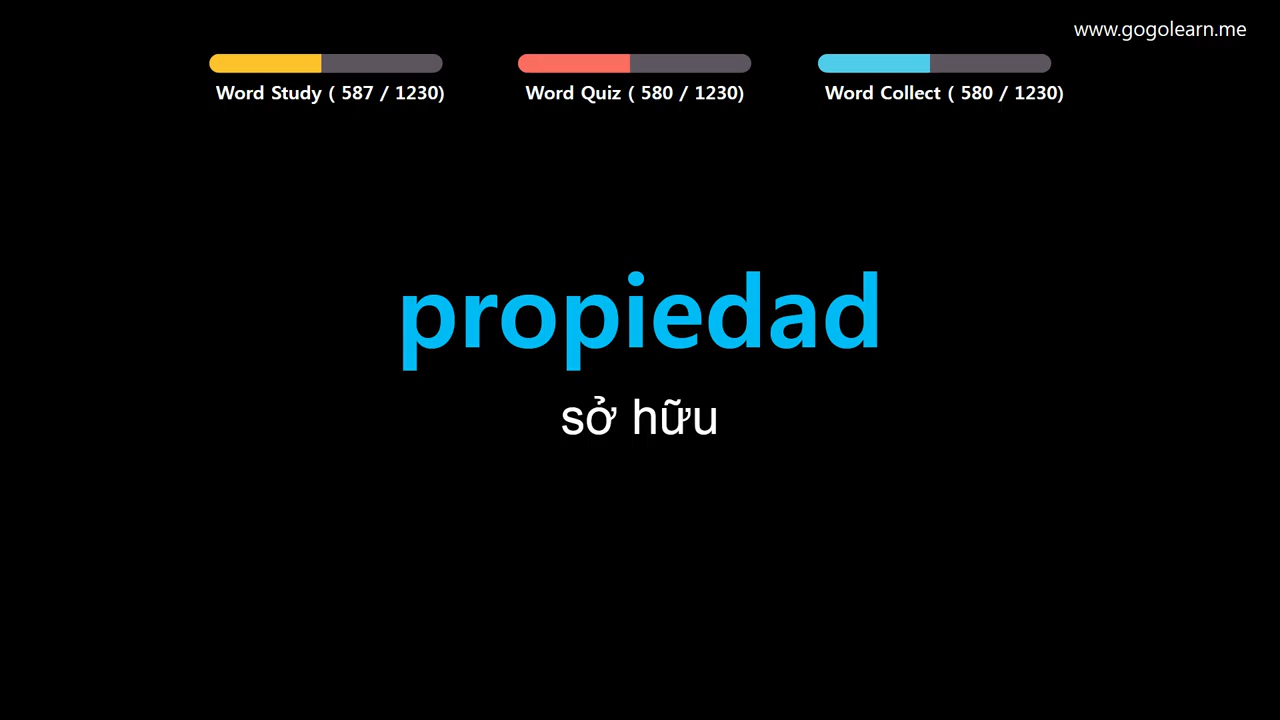 www.gogolearn.me
Word Study ( 587 / 1230)
Word Quiz ( 580 / 1230)
Word Collect ( 580 / 1230)
propiedad
sở hữu